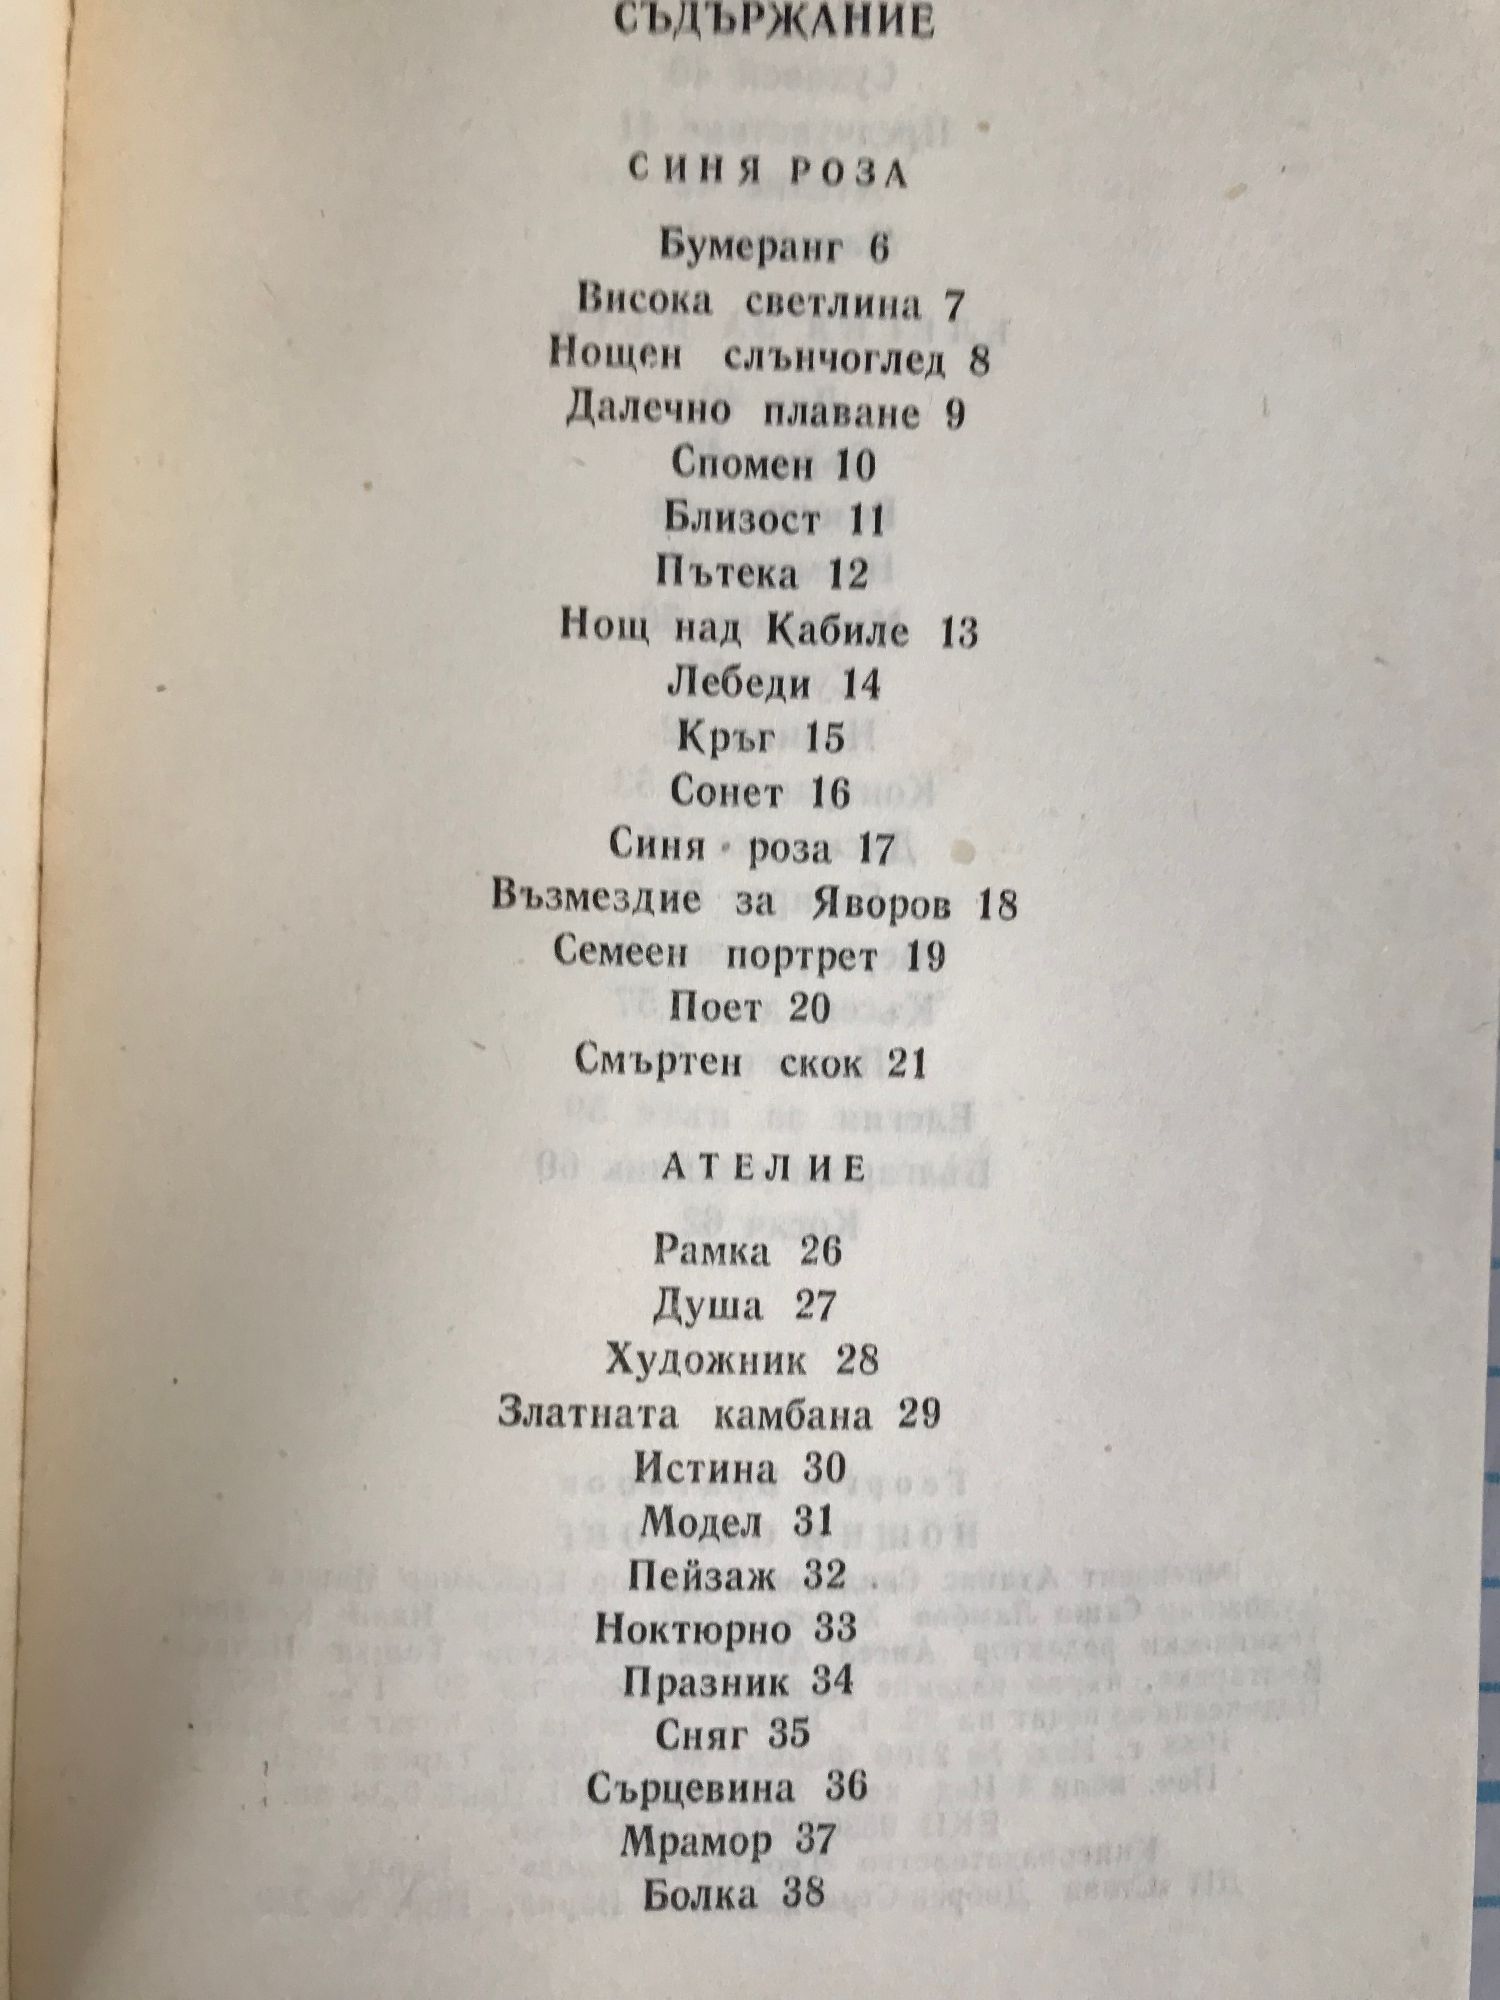 СЪДЪРЖАНИЕ
СИНЯ РОЗА
Бумеранг 6
Висока светлина 7
Нощен слънчоглед 8
Далечно плаване 9
Спомен 10
Близост 11
Пътека 12
Нощ над Кабиле 13
Лебеди 14
Кръг 15
Сонет 16
Синя роза 17
Възмездие за Яворов 18
Семеен портрет 19
Поет 20
Смъртен скок 21
АТЕЛИЕ
Рамка 26
Душа 27
Художник 28
Златната камбана 29
Истина 30
Модел 31
Пейзаж 32
Ноктюрно 33
Празник 34
Сняг 35
Сърцевина 36
Мрамор 37
Болка 38